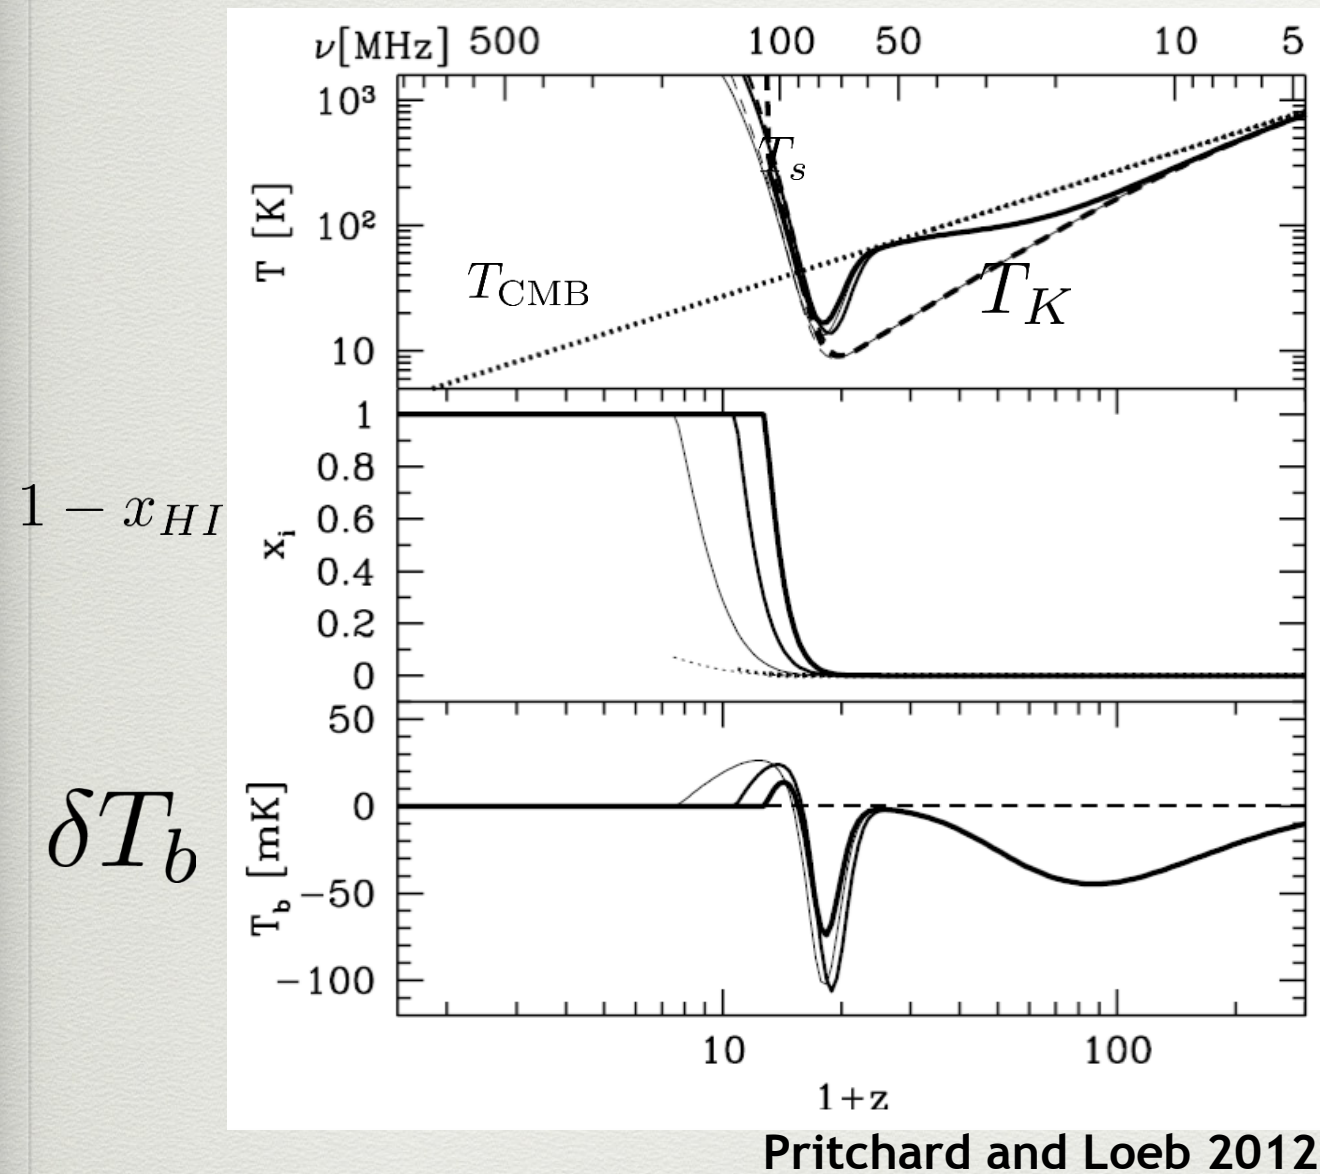 ν[MHz] 500 100 50 10 5
10³
T_s
10²
T [K]
T_CMB
T_K
10
1
0.8
1 − x_HI
0.6
x_i
0.4
0.2
0
50
0
δT_b
T_b [mK]
−50
−100
10 100
1+z
Pritchard and Loeb 2012